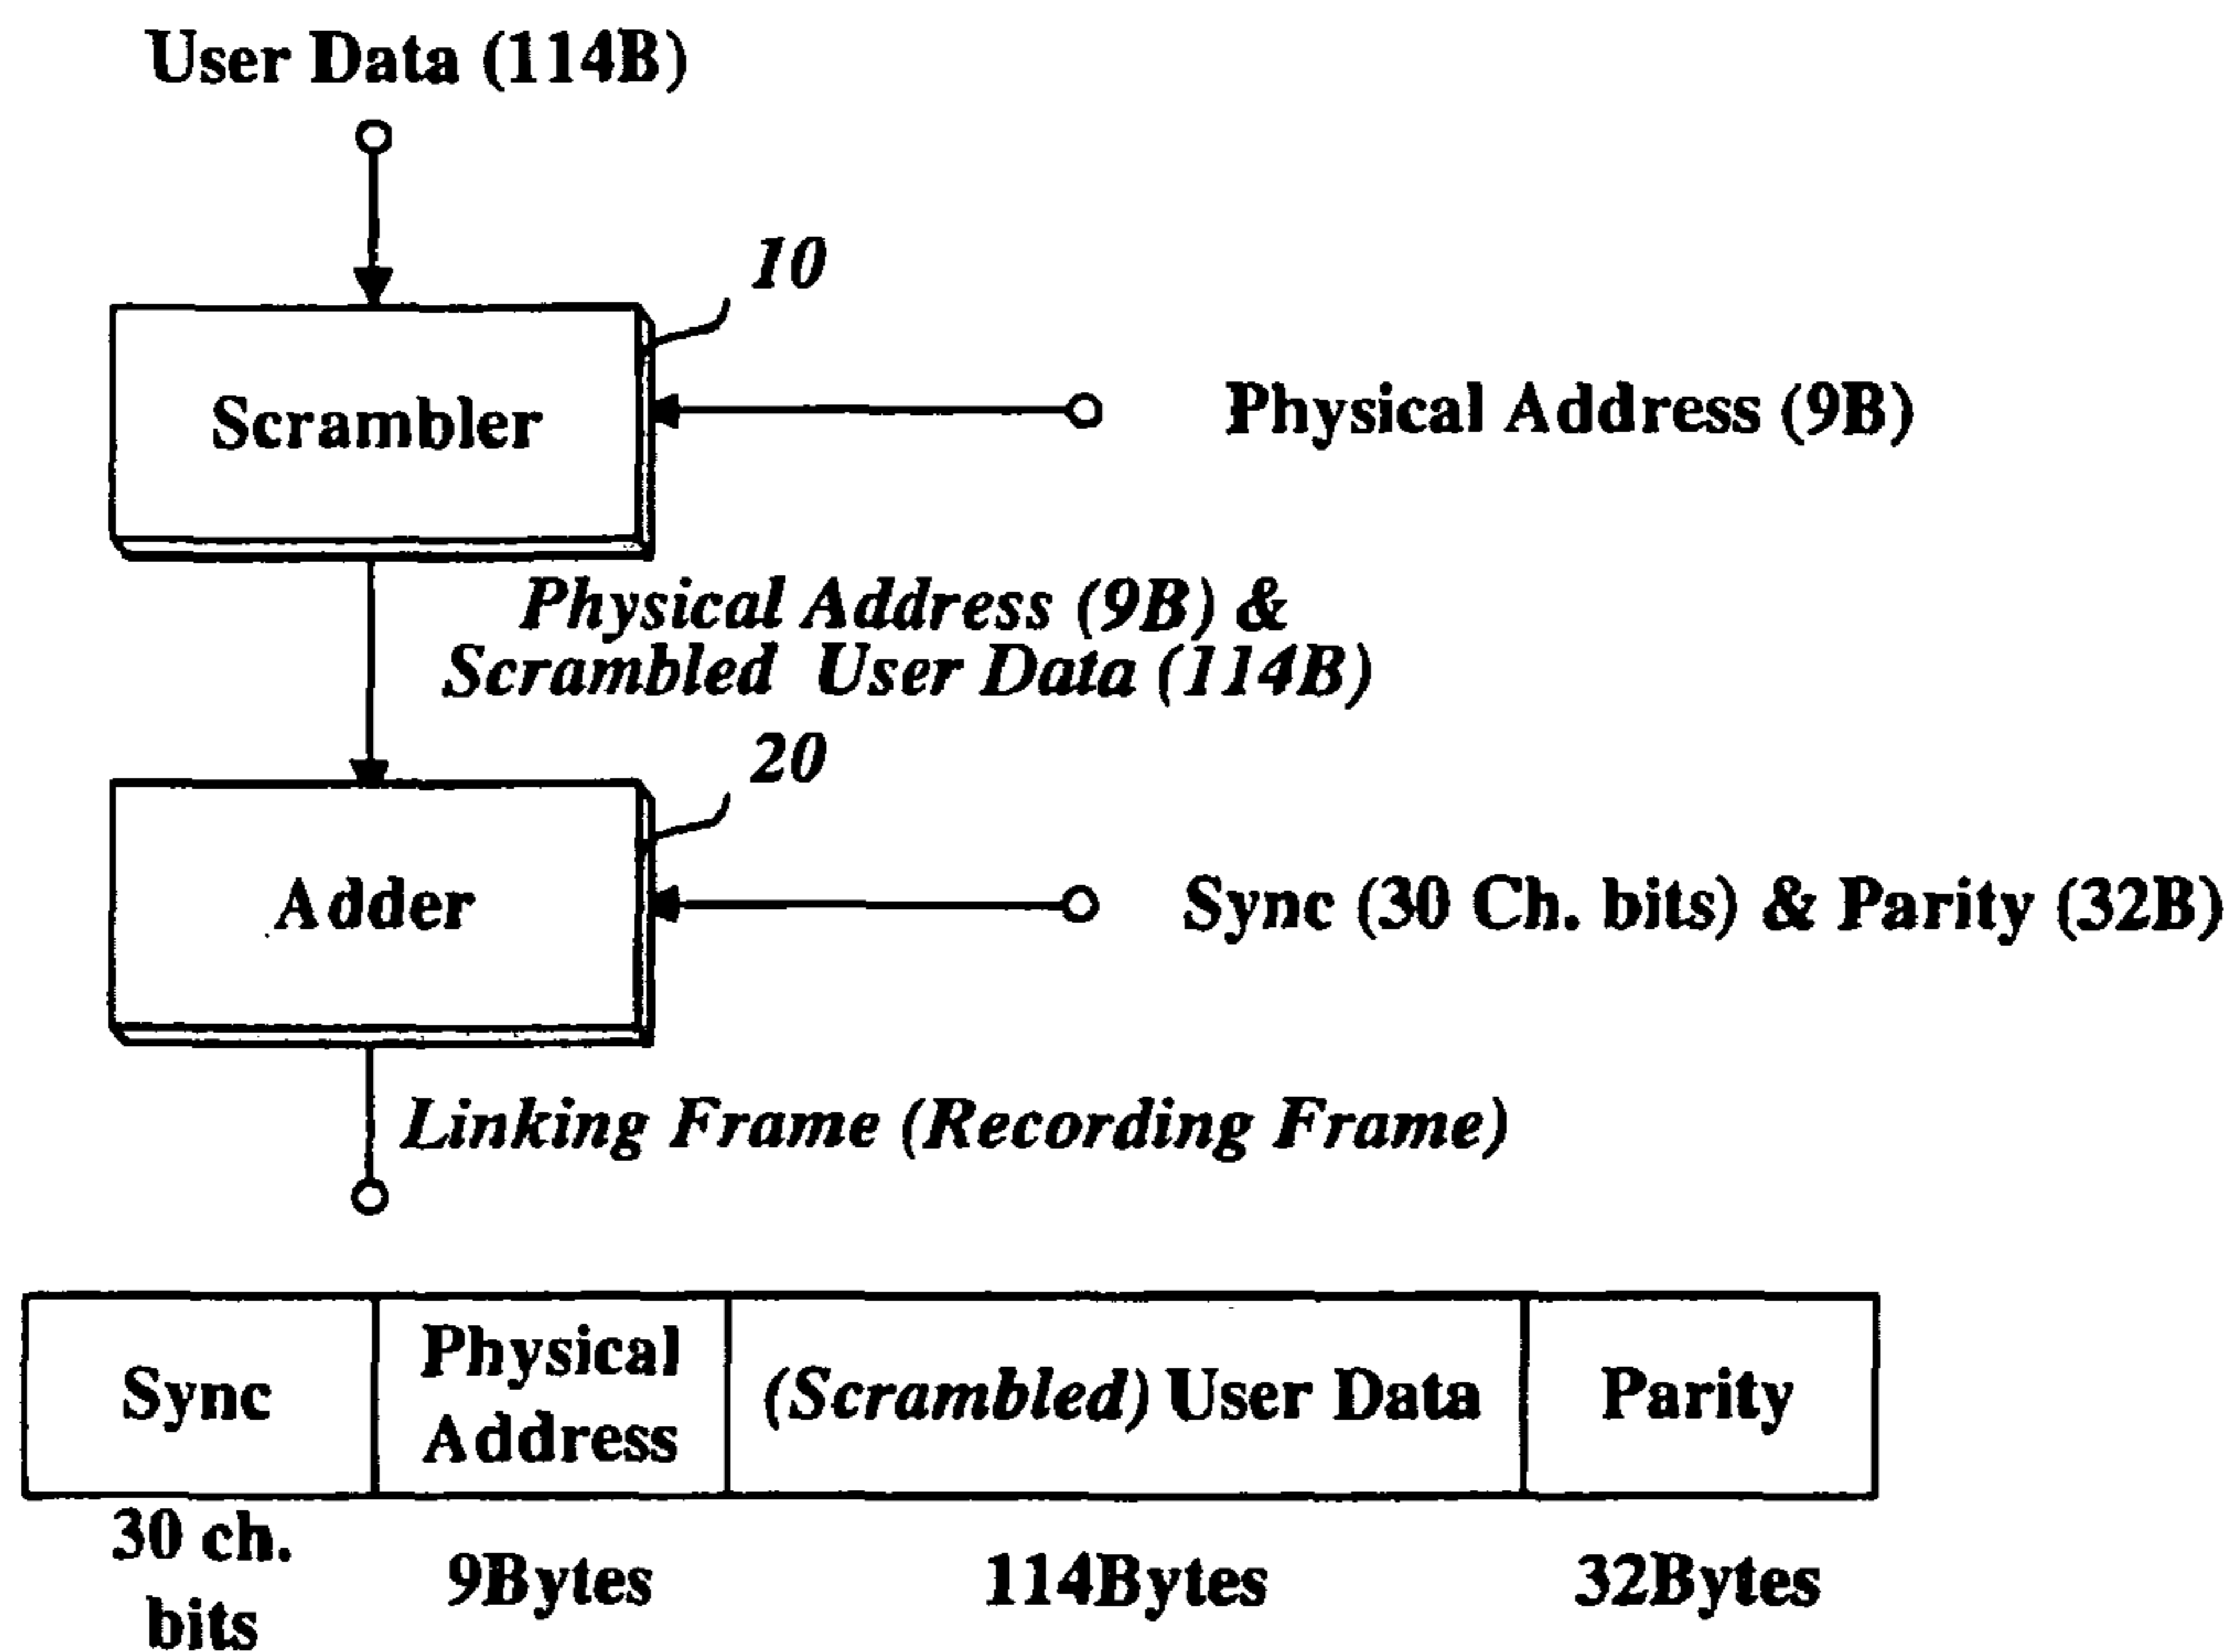 User Data (114B)
10
Scrambler
Physical Address (9B)
Physical Address (9B) &
Scrambled User Data (114B)
20
Adder
Sync (30 Ch. bits) & Parity (32B)
Linking Frame (Recording Frame)
Sync
Physical
Address
(Scrambled) User Data
Parity
30 ch.
bits
9Bytes
114Bytes
32Bytes